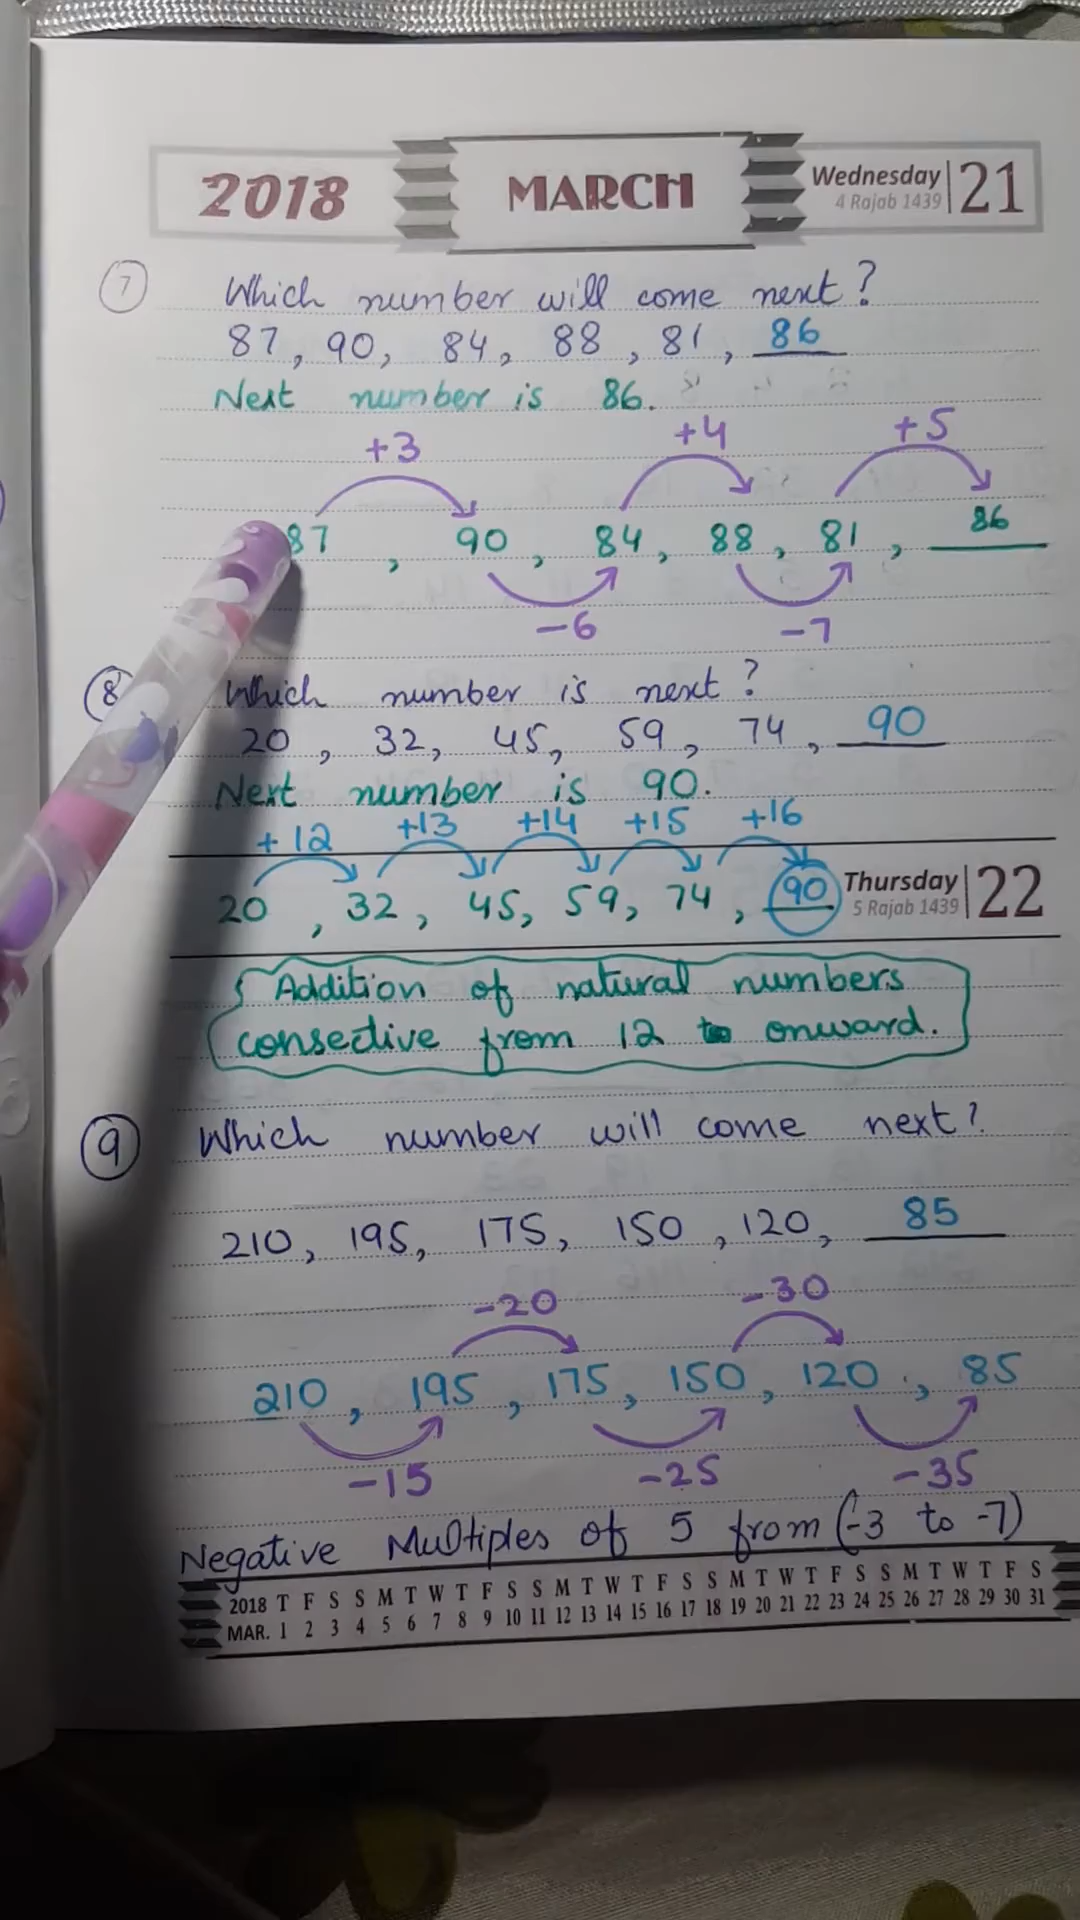 2018 MARCH Wednesday 21
4 Rajab 1439
7 Which number will come next?
87, 90, 84, 88, 81, 86
Next number is 86.
+3 +4 +5
87, 90, 84, 88, 81, 86
-6 -7
8 Which number is next?
20, 32, 45, 59, 74, 90
Next number is 90.
+12 +13 +14 +15 +16
20, 32, 45, 59, 74, 90
Thursday 22
5 Rajab 1439
Addition of natural numbers
consective from 12 to onward.
9 Which number will come next?
210, 195, 175, 150, 120, 85
-20 -30
210, 195, 175, 150, 120, 85
-15 -25 -35
Negative Multiples of 5 from (-3 to -7)
2018 T F S S M T W T F S S M T W T F S S M T W T F S S M T W T F S
MAR. 1 2 3 4 5 6 7 8 9 10 11 12 13 14 15 16 17 18 19 20 21 22 23 24 25 26 27 28 29 30 31